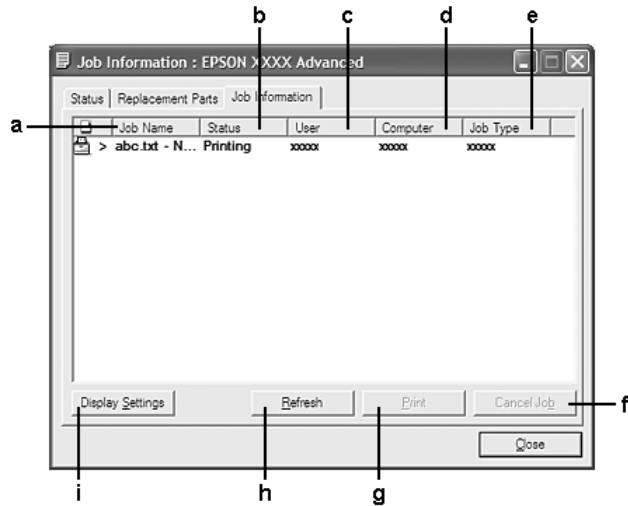 b c d e
Job Information : EPSON XXXX Advanced
Status Replacement Parts Job Information
a Job Name Status User Computer Job Type
> abc.txt - N... Printing xxxxx xxxxx xxxxx
Display Settings Refresh Print Cancel Job f
Close
i h g